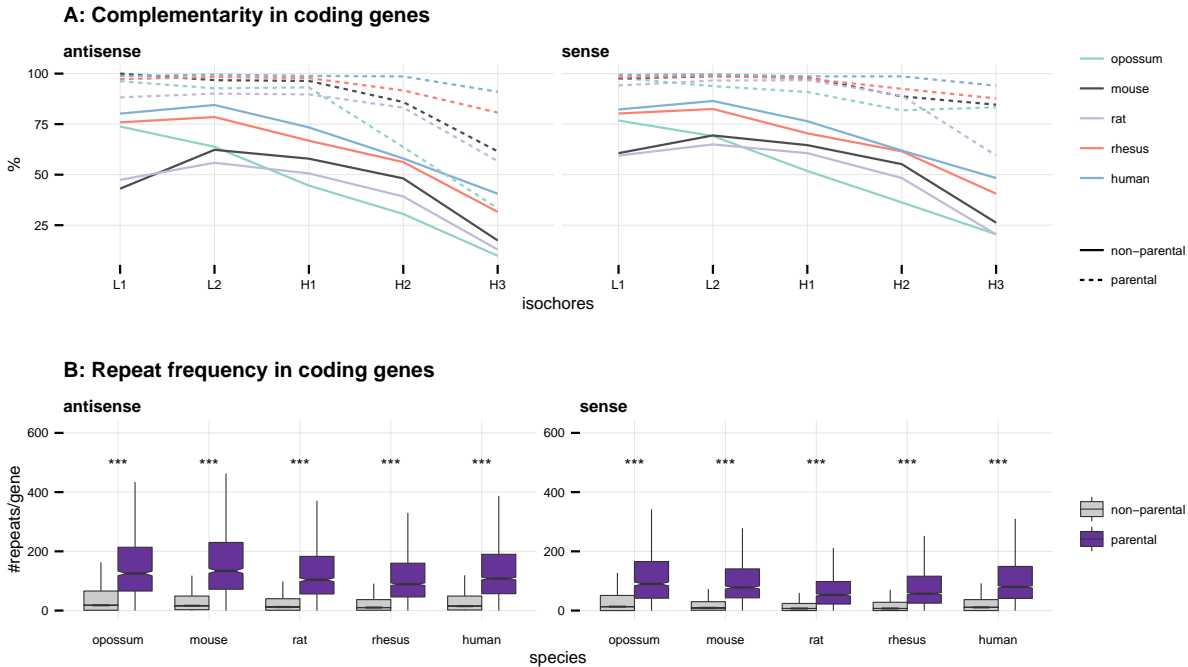 A: Complementarity in coding genes
antisense
sense
%
100
75
50
25
L1 L2 H1 H2 H3
L1 L2 H1 H2 H3
isochores
opossum
mouse
rat
rhesus
human
non−parental
parental
B: Repeat frequency in coding genes
antisense
sense
#repeats/gene
600
400
200
0
*** *** *** *** ***
opossum mouse rat rhesus human
600
400
200
0
*** *** *** *** ***
opossum mouse rat rhesus human
species
non−parental
parental